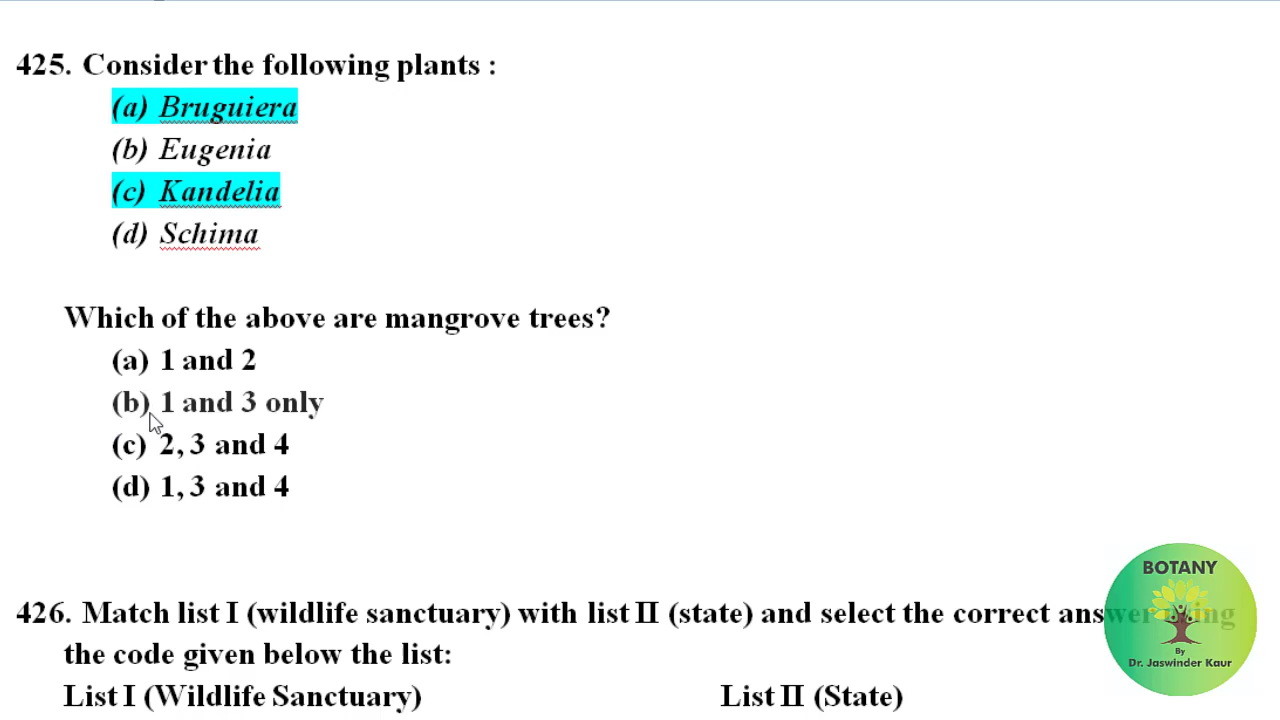 425. Consider the following plants :
(a) Bruguiera
(b) Eugenia
(c) Kandelia
(d) Schima
Which of the above are mangrove trees?
(a) 1 and 2
(b) 1 and 3 only
(c) 2, 3 and 4
(d) 1, 3 and 4
426. Match list I (wildlife sanctuary) with list II (state) and select the correct answer using
the code given below the list:
List I (Wildlife Sanctuary) List II (State)
BOTANY
By
Dr. Jaswinder Kaur